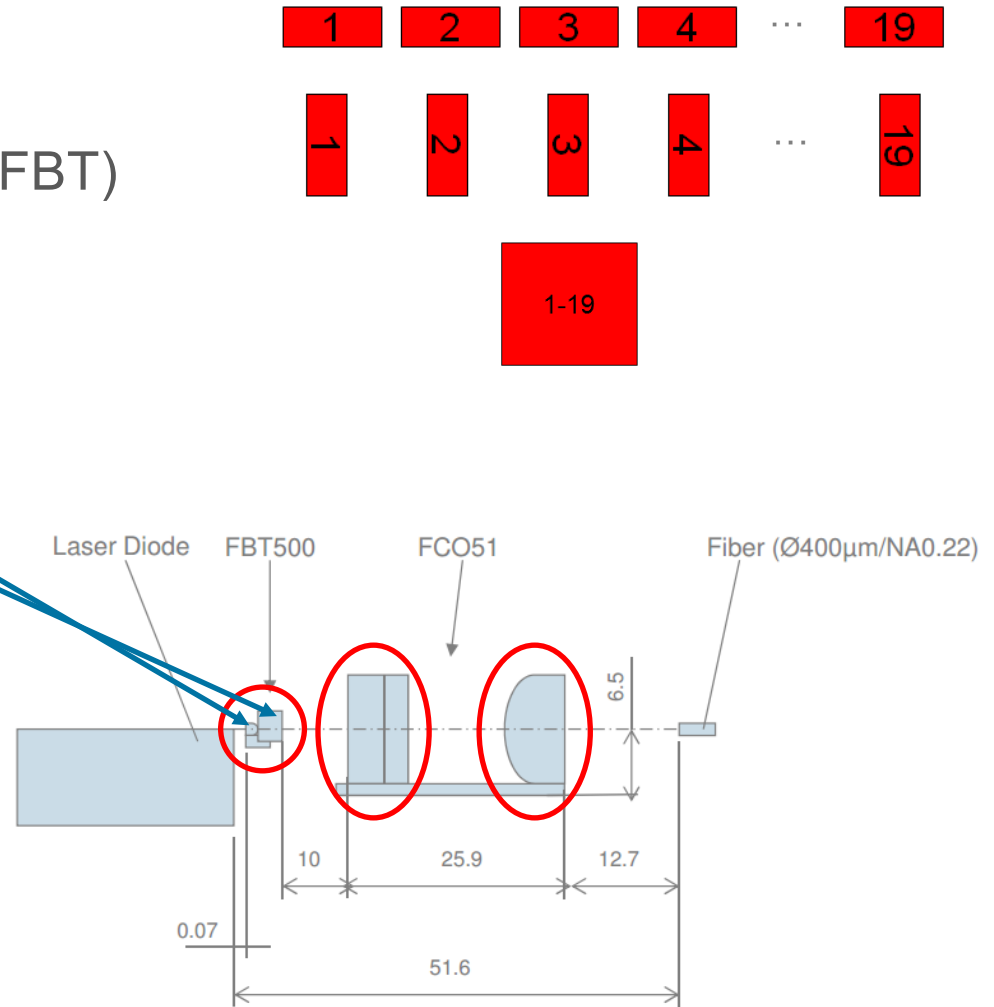 1 2 3 4 ... 19
1 2 3 4 ... 19
FBT)
1-19
Laser Diode FBT500 FCO51 Fiber (Ø400µm/NA0.22)
6.5
10 25.9 12.7
0.07
51.6